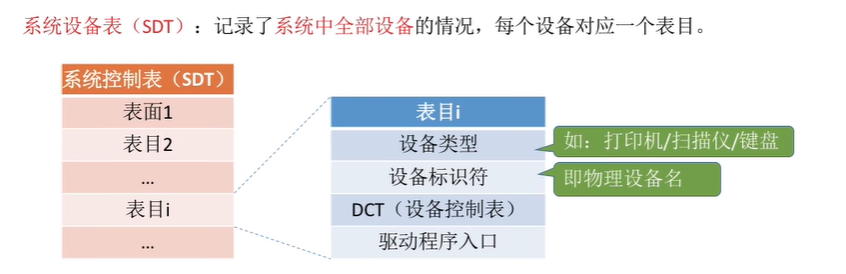 系统设备表（SDT）：记录了系统中全部设备的情况，每个设备对应一个表目。
系统控制表（SDT）
表面1
表目2
...
表目i
...
表目i
设备类型
设备标识符
DCT（设备控制表）
驱动程序入口
如：打印机/扫描仪/键盘
即物理设备名